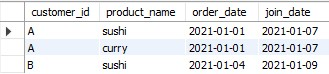 customer_id product_name order_date join_date
A sushi 2021-01-01 2021-01-07
A curry 2021-01-01 2021-01-07
B sushi 2021-01-04 2021-01-09